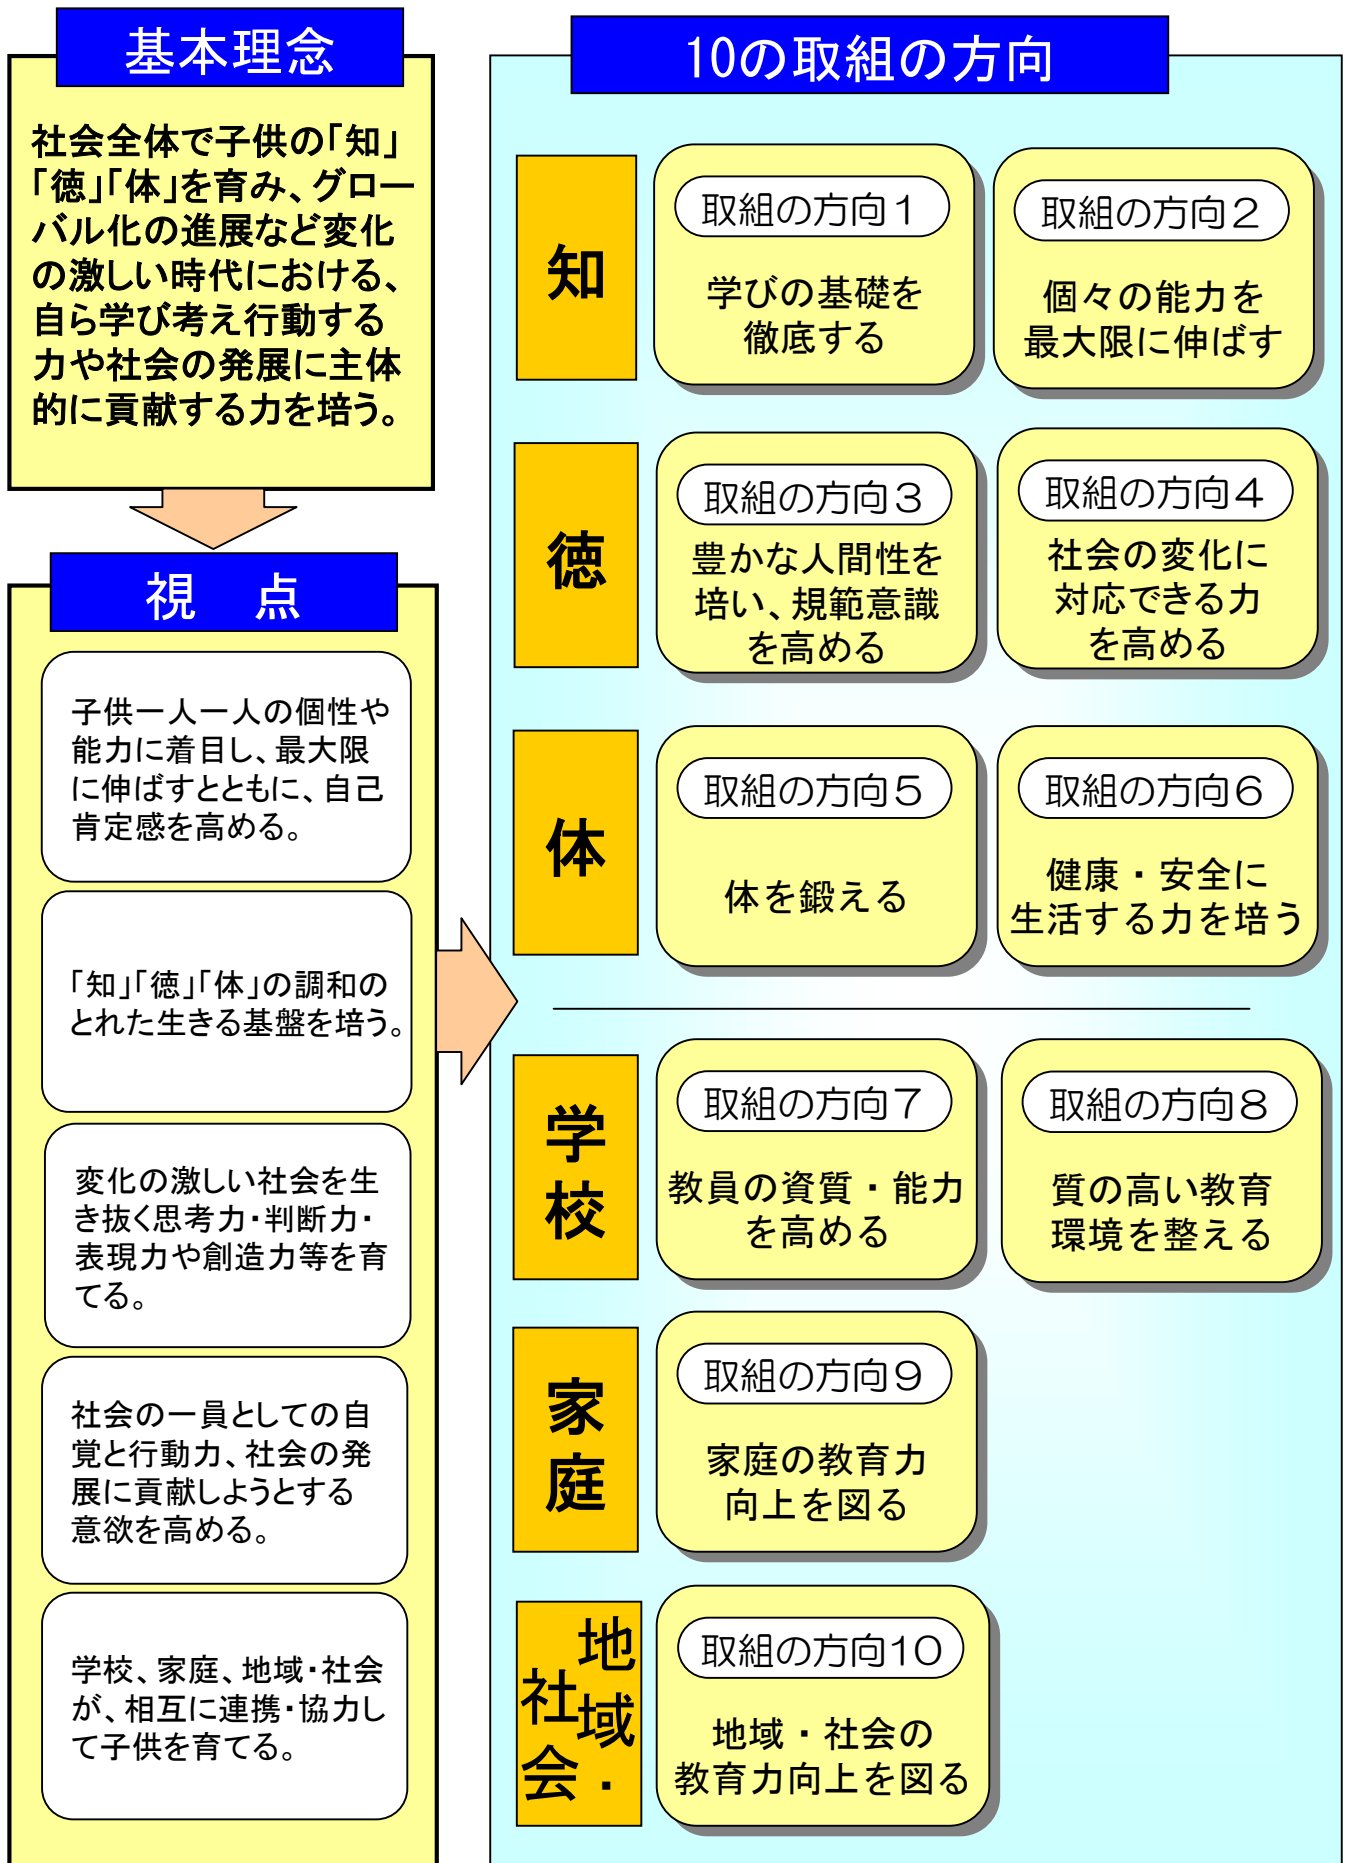 基本理念
社会全体で子供の「知」
「徳」「体」を育み、グロー
バル化の進展など変化
の激しい時代における、
自ら学び考え行動する
力や社会の発展に主体
的に貢献する力を培う。
視　点
子供一人一人の個性や
能力に着目し、最大限
に伸ばすとともに、自己
肯定感を高める。
「知」「徳」「体」の調和の
とれた生きる基盤を培う。
変化の激しい社会を生
き抜く思考力・判断力・
表現力や創造力等を育
てる。
社会の一員としての自
覚と行動力、社会の発
展に貢献しようとする
意欲を高める。
学校、家庭、地域・社会
が、相互に連携・協力し
て子供を育てる。
10の取組の方向
知
取組の方向１
学びの基礎を
徹底する
取組の方向２
個々の能力を
最大限に伸ばす
徳
取組の方向３
豊かな人間性を
培い、規範意識
を高める
取組の方向４
社会の変化に
対応できる力
を高める
体
取組の方向５
体を鍛える
取組の方向６
健康・安全に
生活する力を培う
学校
取組の方向７
教員の資質・能力
を高める
取組の方向８
質の高い教育
環境を整える
家庭
取組の方向９
家庭の教育力
向上を図る
地域・
社会
取組の方向10
地域・社会の
教育力向上を図る